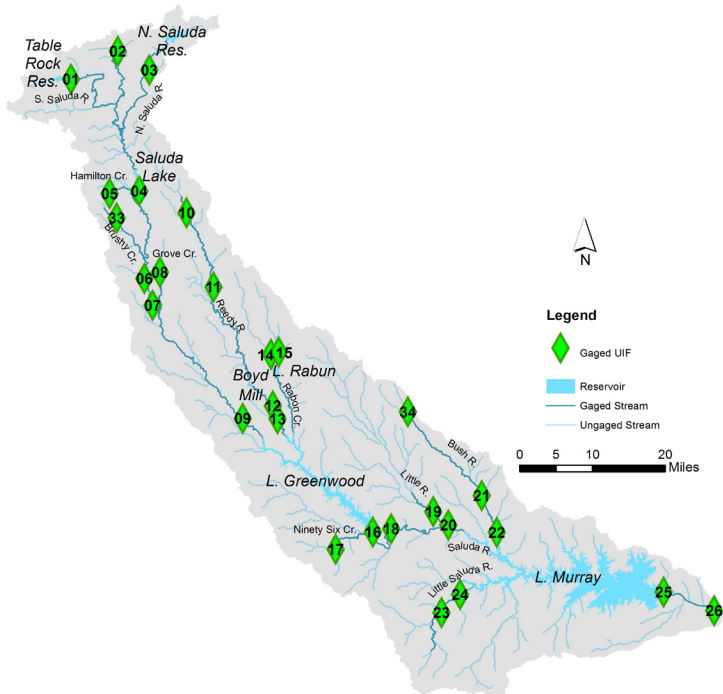 N. Saluda
Res.
Table
Rock
Res.
02
03
01
S. Saluda R.
N. Saluda R.
Saluda
Lake
Hamilton Cr.
05
04
33
10
Brushy Cr.
Grove Cr.
06
08
11
07
Reedy R.
N
Legend
Gaged UIF
Reservoir
Gaged Stream
Ungaged Stream
14
15
L. Rabun
Boyd
Mill
Rabon Cr.
12
13
09
34
0 5 10 20
Miles
Bush R.
L. Greenwood
Little R.
21
19
20
22
Ninety Six Cr.
16
18
17
Saluda R.
Little Saluda R.
L. Murray
24
23
25
26